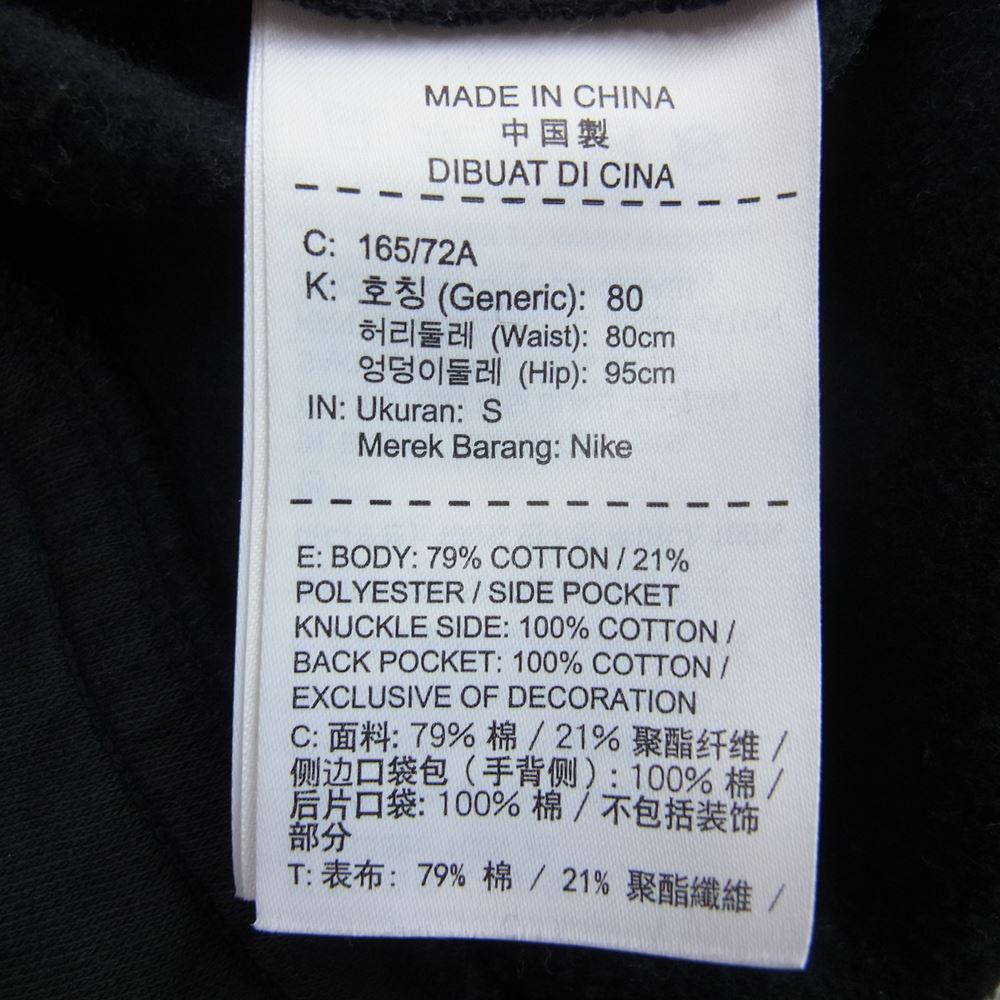 MADE IN CHINA
中国製
DIBUAT DI CINA
C: 165/72A
K: 호칭 (Generic): 80
허리둘레 (Waist): 80cm
엉덩이둘레 (Hip): 95cm
IN: Ukuran: S
Merek Barang: Nike
E: BODY: 79% COTTON / 21%
POLYESTER / SIDE POCKET
KNUCKLE SIDE: 100% COTTON /
BACK POCKET: 100% COTTON /
EXCLUSIVE OF DECORATION
C: 面料: 79% 棉 / 21% 聚酯纤维 /
侧边口袋包（手背侧）: 100% 棉 /
后片口袋: 100% 棉 / 不包括装饰
部分
T: 表布: 79% 棉 / 21% 聚酯纖維 /